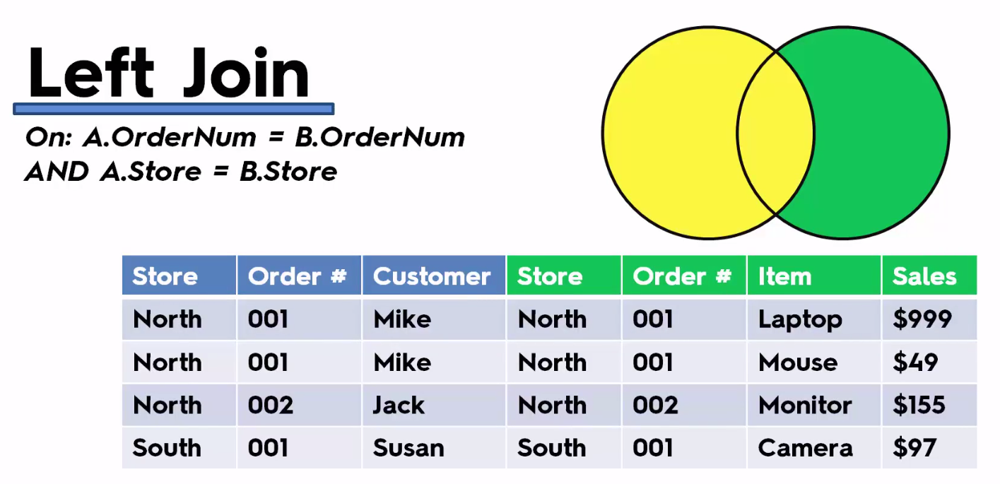 Left Join
On: A.OrderNum = B.OrderNum
AND A.Store = B.Store
Store Order # Customer Store Order # Item Sales
North 001 Mike North 001 Laptop $999
North 001 Mike North 001 Mouse $49
North 002 Jack North 002 Monitor $155
South 001 Susan South 001 Camera $97